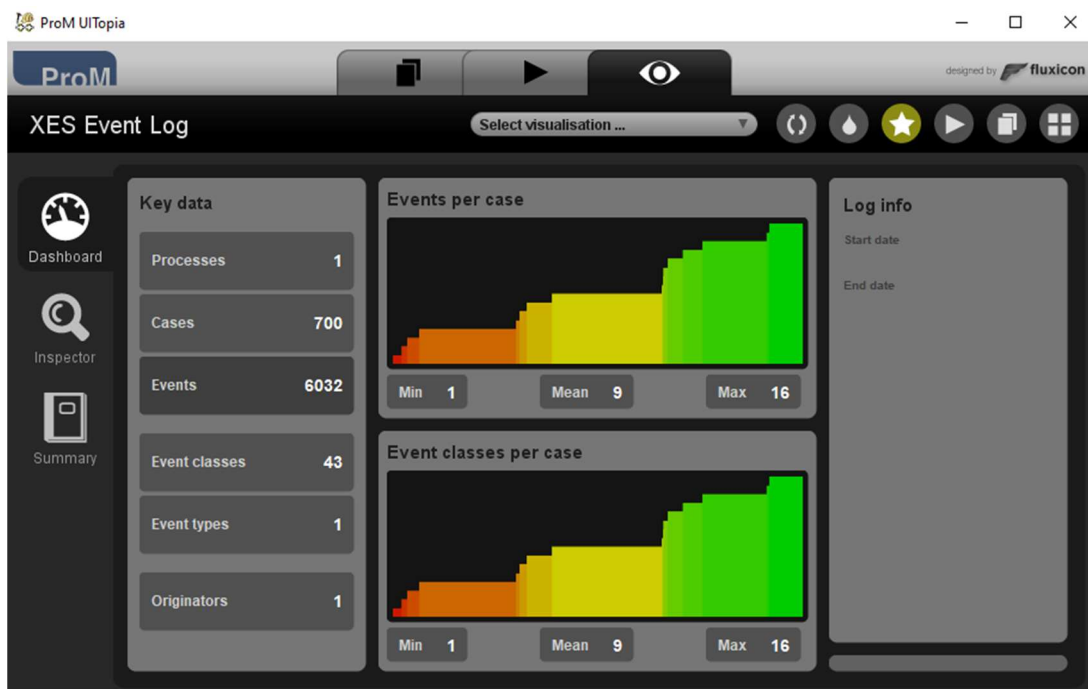 ProM UITopia
ProM
designed by fluxicon
XES Event Log
Select visualisation ...
Dashboard
Inspector
Summary
Key data
Processes 1
Cases 700
Events 6032
Event classes 43
Event types 1
Originators 1
Events per case
Min 1 Mean 9 Max 16
Event classes per case
Min 1 Mean 9 Max 16
Log info
Start date
End date